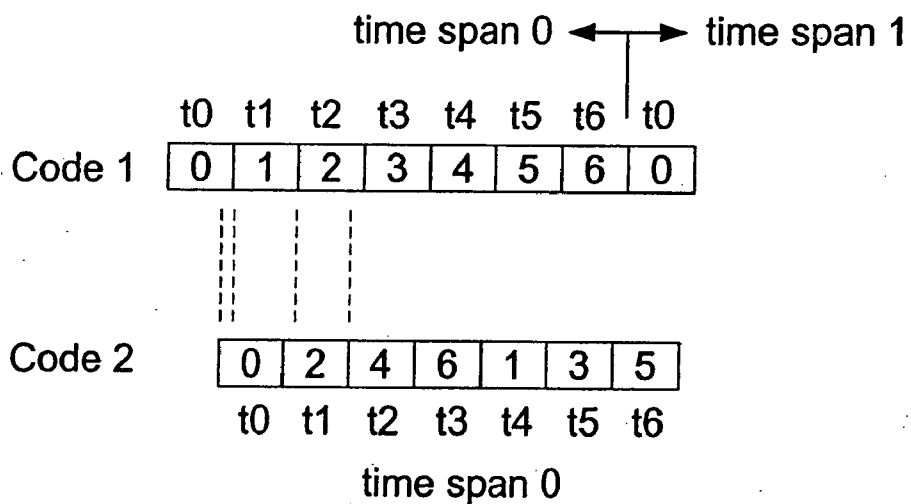 time span 0 time span 1
t0 t1 t2 t3 t4 t5 t6 t0
Code 1 0 1 2 3 4 5 6 0
Code 2 0 2 4 6 1 3 5
t0 t1 t2 t3 t4 t5 t6
time span 0